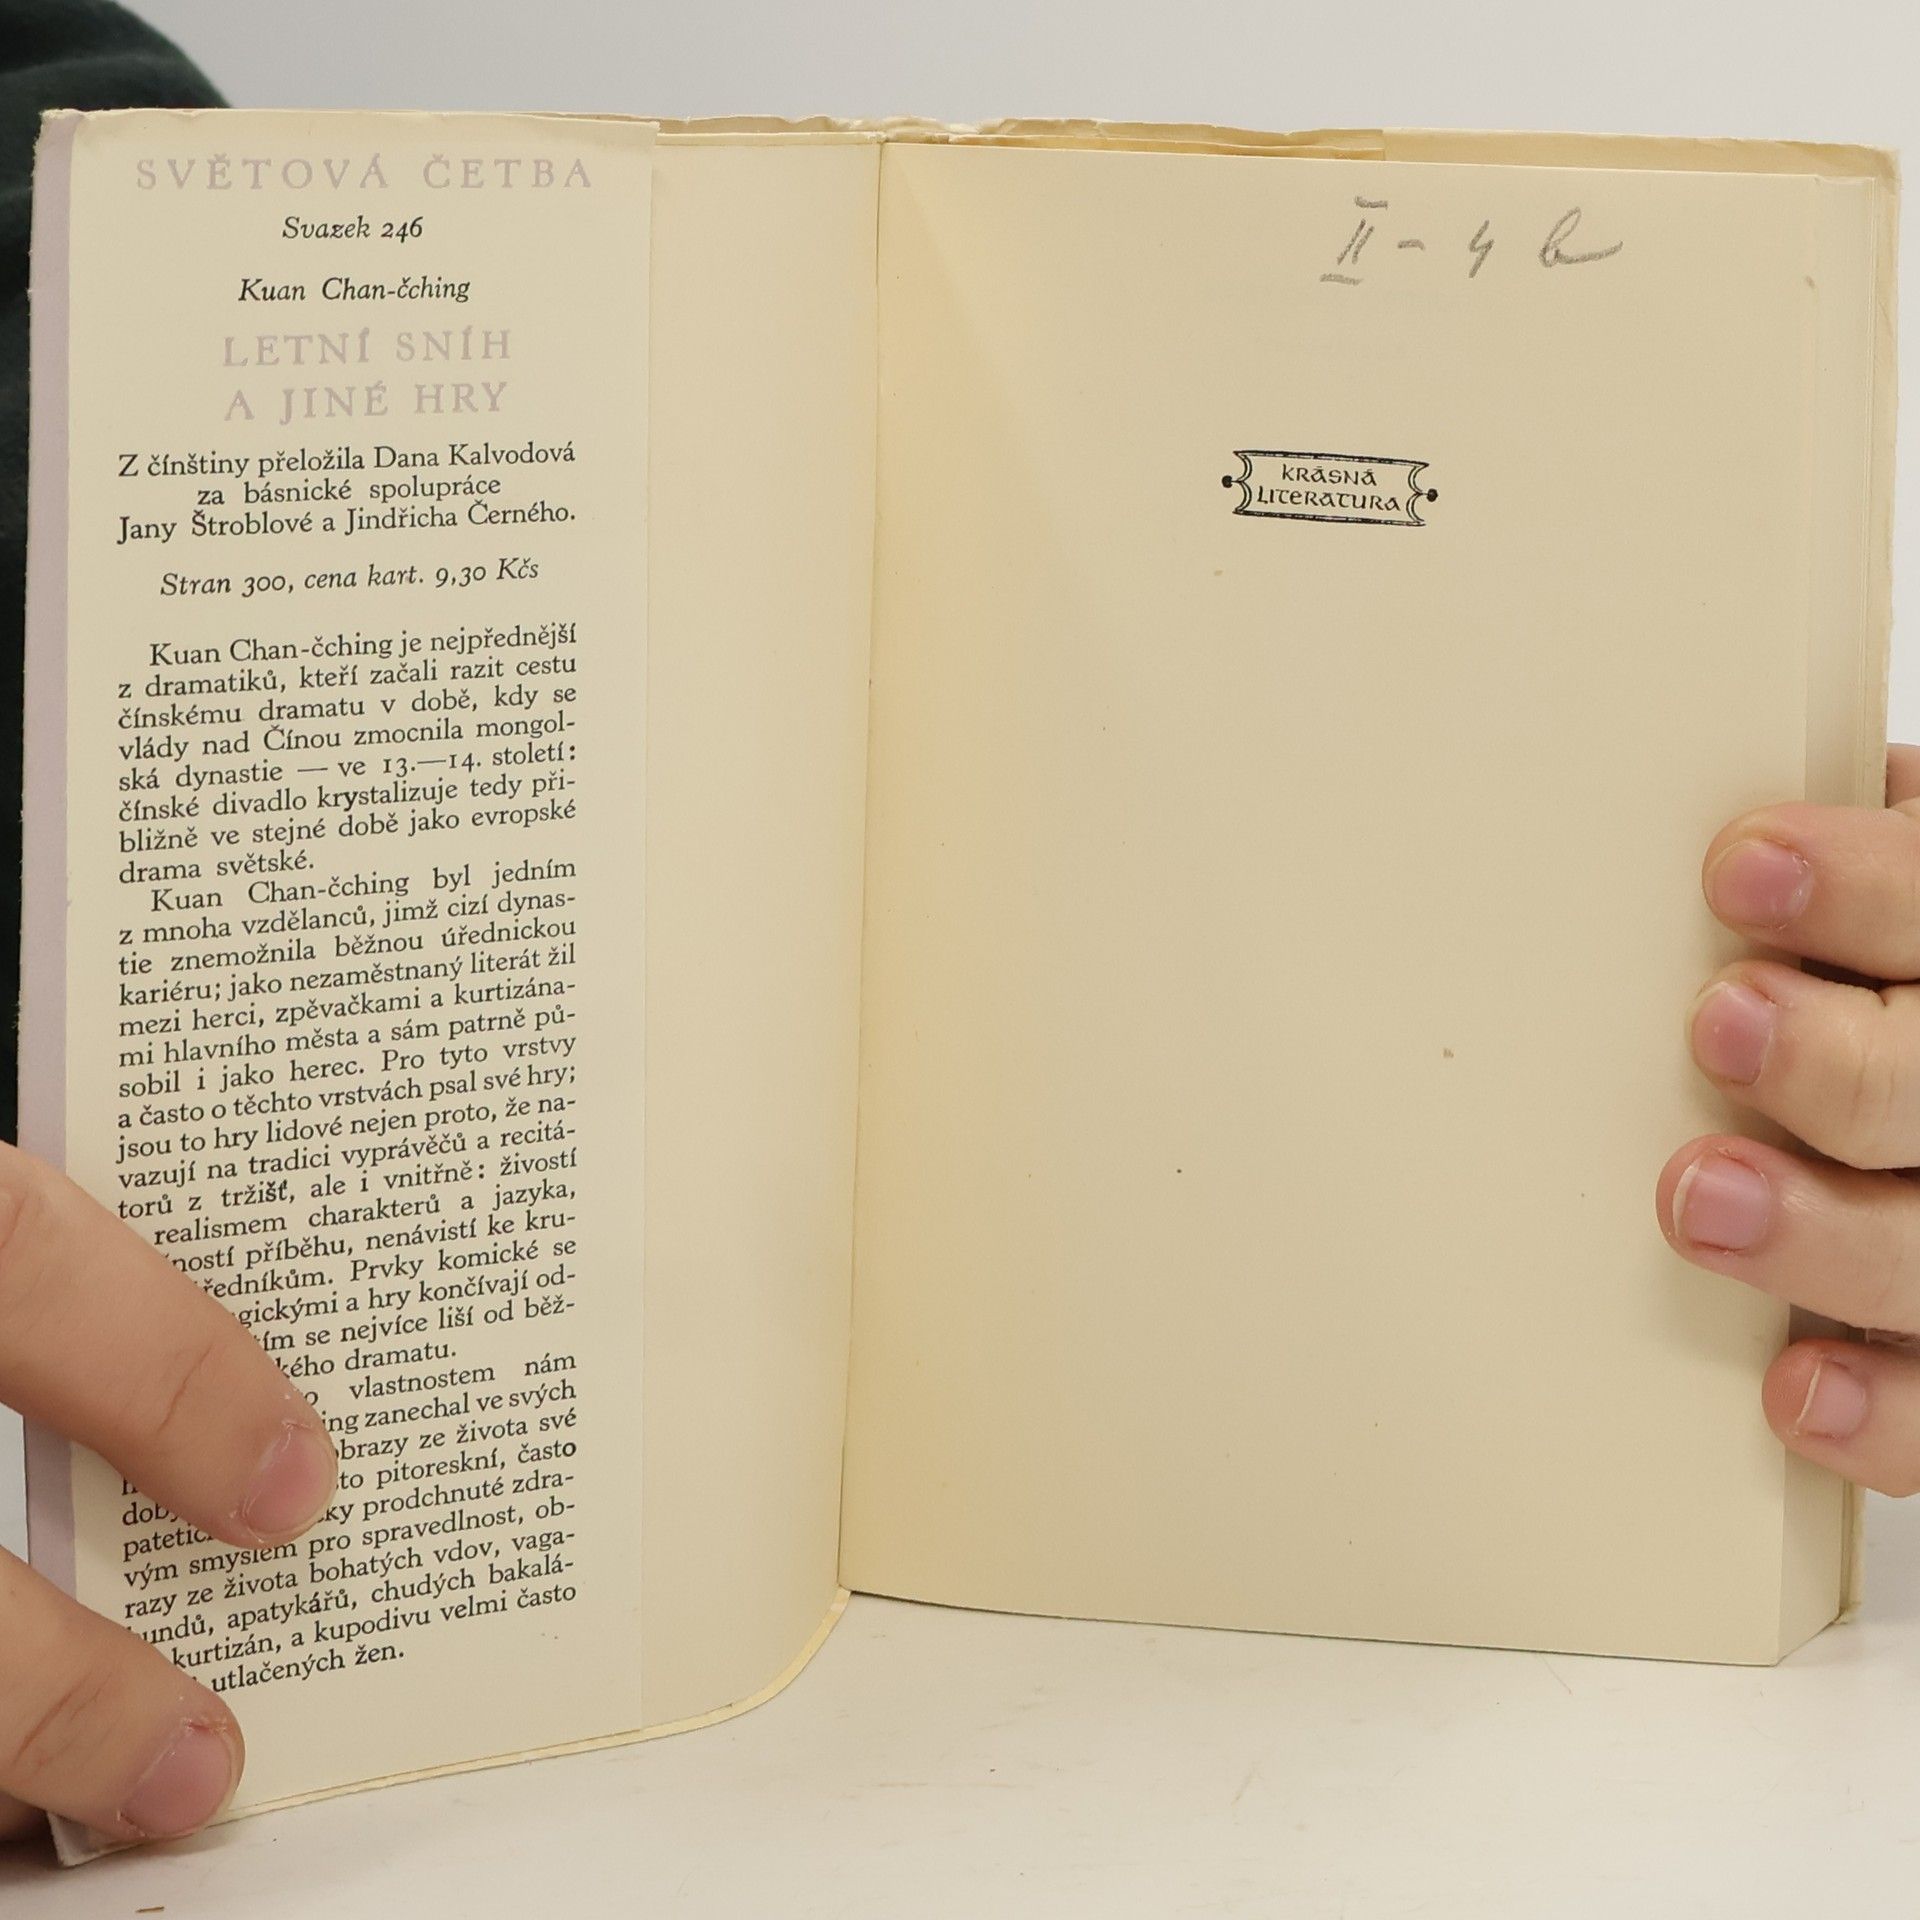 SVĚTOVÁ ČETBA
Svazek 246
Kuan Chan-čching
LETNÍ SNÍH
A JINÉ HRY
Z čínštiny přeložila Dana Kalvodová
za básnické spolupráce
Jany Štroblové a Jindřicha Černého.
Stran 300, cena kart. 9,30 Kčs
Kuan Chan-čching je nejpřednější
z dramatiků, kteří začali razit cestu
čínskému dramatu v době, kdy se
vlády nad Čínou zmocnila mongol-
ská dynastie — ve 13.—14. století:
čínské divadlo krystalizuje tedy při-
bližně ve stejné době jako evropské
drama světské.
Kuan Chan-čching byl jedním
z mnoha vzdělanců, jimž cizí dynas-
tie znemožnila běžnou úřednickou
kariéru; jako nezaměstnaný literát žil
mezi herci, zpěvačkami a kurtizána-
mi hlavního města a sám patrně pů-
sobil i jako herec. Pro tyto vrstvy
a často o těchto vrstvách psal své hry;
jsou to hry lidové nejen proto, že na-
vazují na tradici vyprávěčů a recitá-
torů z tržišť, ale i vnitřně: živostí
realismem charakterů a jazyka,
příběhu, nenávistí ke kru-
Prvky komické se
a hry končívají od-
se nejvíce liší od běž-
dramatu.
vlastnostem nám
zanechal ve svých
obrazy ze života své
pitoreskní, často
prodchnuté zdra-
vým smyslem pro spravedlnost, ob-
razy ze života bohatých vdov, vaga-
bundů, apatykářů, chudých bakalá-
kurtizán, a kupodivu velmi často
utlačených žen.
II - 4 b
KRÁSNÁ
LITERATURA